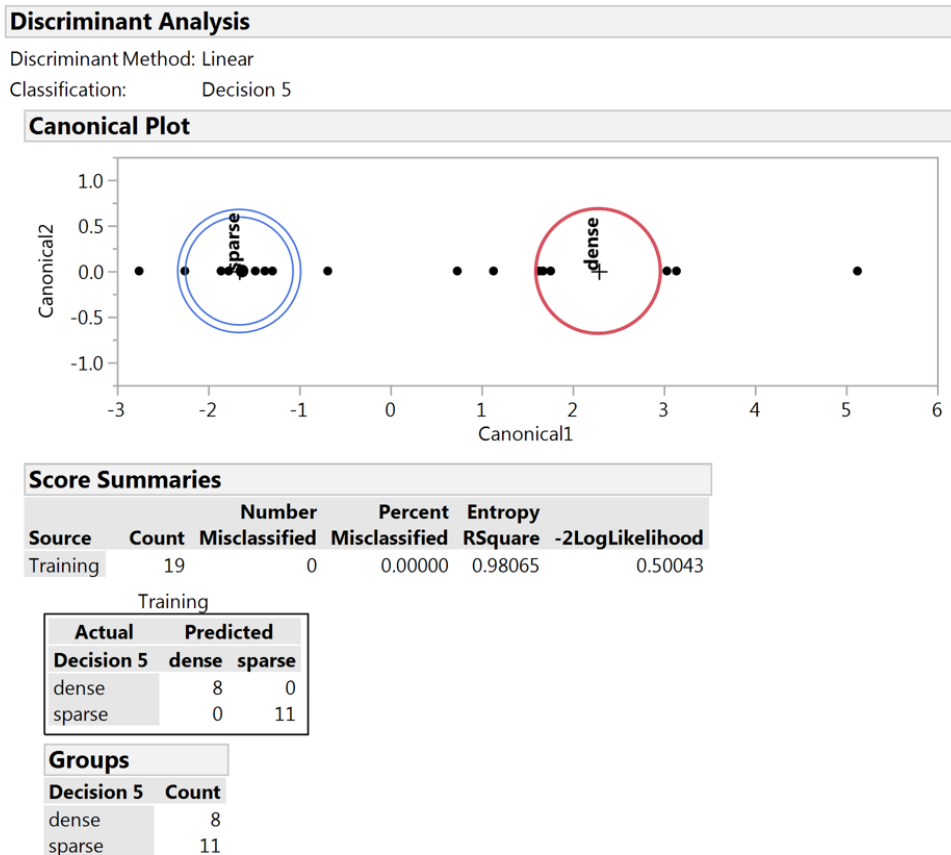 Discriminant Analysis
Discriminant Method: Linear
Classification: Decision 5
Canonical Plot
1.0
0.5
0.0
-0.5
-1.0
Canonical2
sparse
dense
-3 -2 -1 0 1 2 3 4 5 6
Canonical1
Score Summaries
Number Percent Entropy
Source Count Misclassified Misclassified RSquare -2LogLikelihood
Training 19 0 0.00000 0.98065 0.50043
Training
Actual Predicted
Decision 5 dense sparse
dense 8 0
sparse 0 11
Groups
Decision 5 Count
dense 8
sparse 11